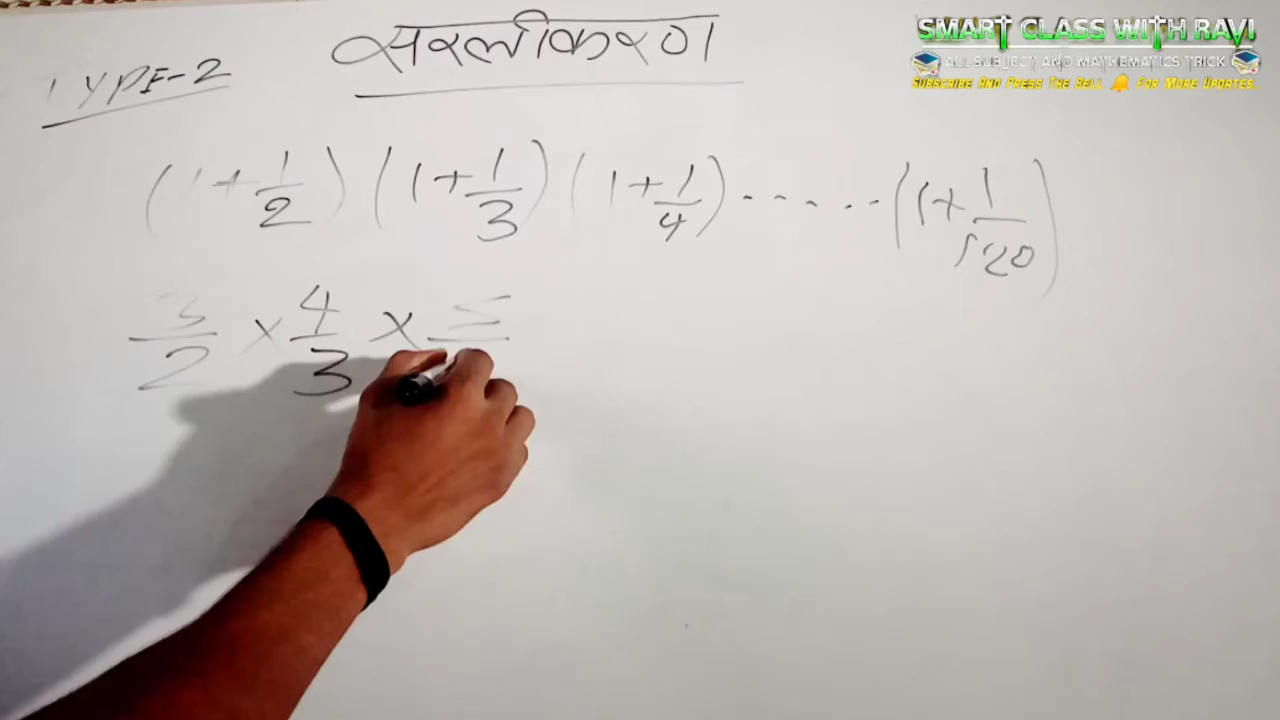 सरलीकरण
SMART CLASS WITH RAVI
ALL SUBJECT AND MATHEMATICS TRICK
SUBSCRIBE AND PRESS THE BELL 🔔 FOR MORE UPDATES..
TYPE-2
(1+1/2) (1+1/3) (1+1/4) ------ (1+1/120)
3/2 × 4/3 × 5